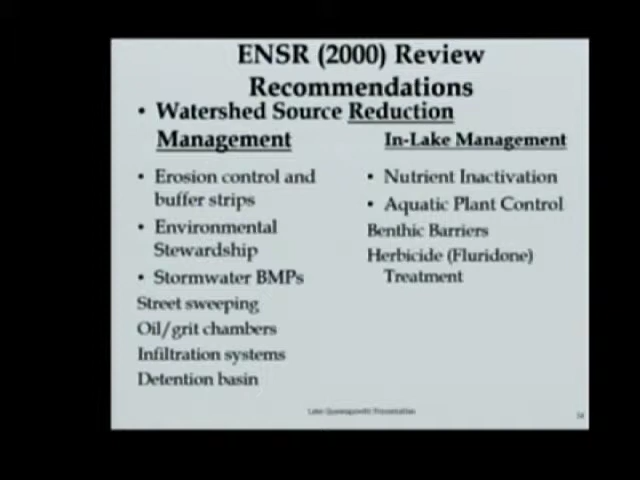 ENSR (2000) Review
Recommendations
• Watershed Source Reduction
Management
• Erosion control and
buffer strips
• Environmental
Stewardship
• Stormwater BMPs
Street sweeping
Oil/grit chambers
Infiltration systems
Detention basin
In-Lake Management
• Nutrient Inactivation
• Aquatic Plant Control
Benthic Barriers
Herbicide (Fluridone)
Treatment
Lake Presentation